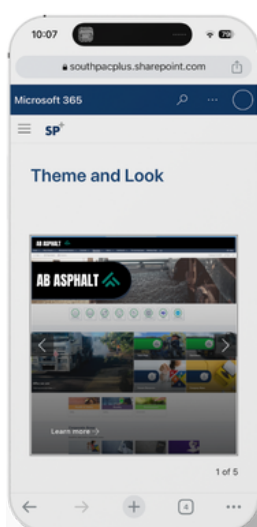 10:07
79
southpacplus.sharepoint.com
Microsoft 365
SP+
Theme and Look
AB ASPHALT
AB ASPHALT
Learn more
1 of 5
4